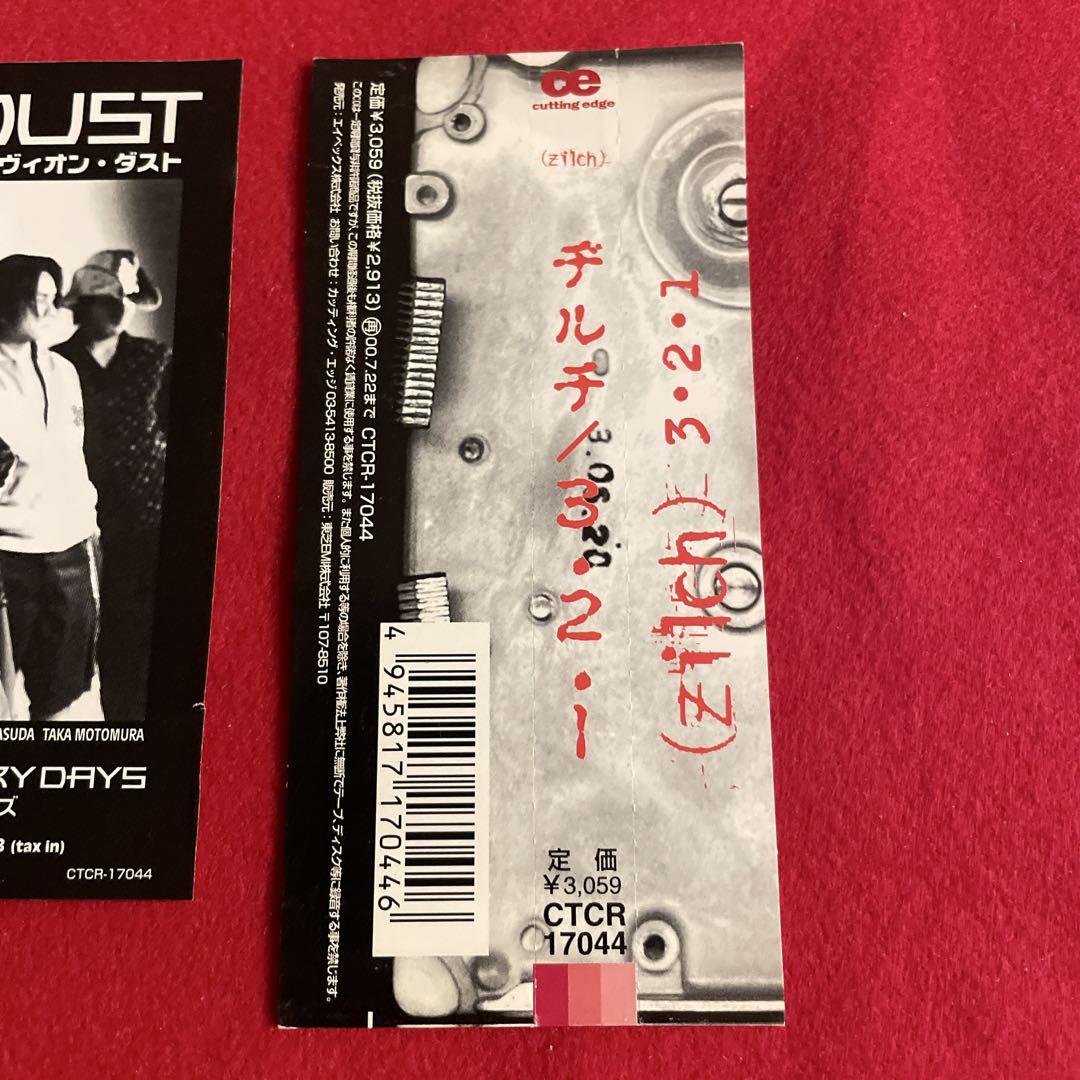 DUST
ヴィオン・ダスト
ASUDA TAKA MOTOMURA
RY DAYS
ズ
(tax in)
CTCR-17044
定価¥3,059(税抜価格¥2,913) 再00.7.22まで CTCR-17044
発売元：エイベックス株式会社 お問い合わせ：カッティング・エッジ 03-5413-8500 販売元：東芝EMI株式会社 〒107-8510
4 945817 170446
ce
cutting edge
(zilch)
ヂルチ/3・2・1
3.06.20
定 価
¥3,059
CTCR
17044
(zilch) 3・2・1